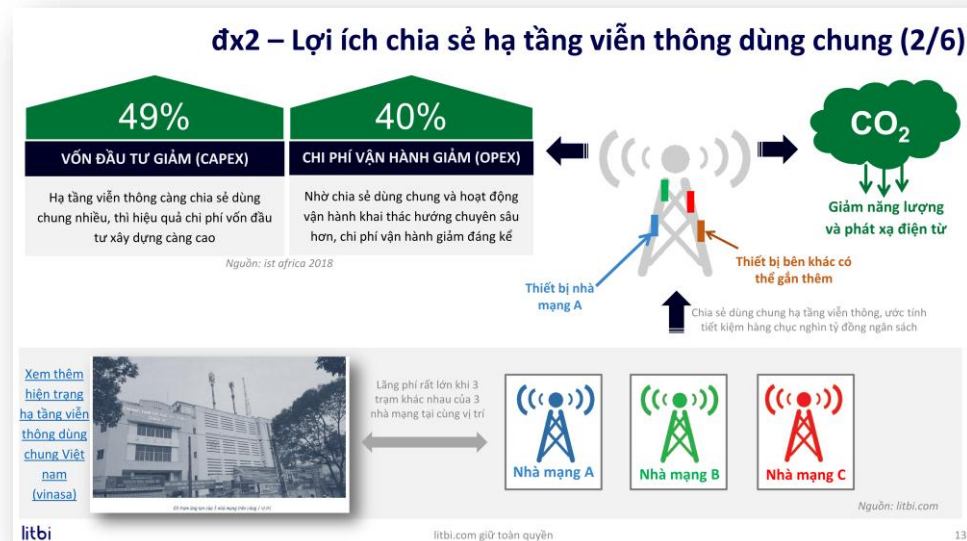 đx2 – Lợi ích chia sẻ hạ tầng viễn thông dùng chung (2/6)
49%
VỐN ĐẦU TƯ GIẢM (CAPEX)
Hạ tầng viễn thông càng chia sẻ dùng
chung nhiều, thì hiệu quả chi phí vốn đầu
tư xây dựng càng cao
40%
CHI PHÍ VẬN HÀNH GIẢM (OPEX)
Nhờ chia sẻ dùng chung và hoạt động
vận hành khai thác hướng chuyên sâu
hơn, chi phí vận hành giảm đáng kể
Nguồn: ist africa 2018
Thiết bị nhà
mạng A
Thiết bị bên khác có
thể gắn thêm
CO2
Giảm năng lượng
và phát xạ điện từ
Chia sẻ dùng chung hạ tầng viễn thông, ước tính
tiết kiệm hàng chục nghìn tỷ đồng ngân sách
Xem thêm
hiện trạng
hạ tầng viễn
thông dùng
chung Việt
nam
(vinasa)
Lãng phí rất lớn khi 3
trạm khác nhau của 3
nhà mạng tại cùng vị trí
Nhà mạng A
Nhà mạng B
Nhà mạng C
Nguồn: litbi.com
litbi
litbi.com giữ toàn quyền
13